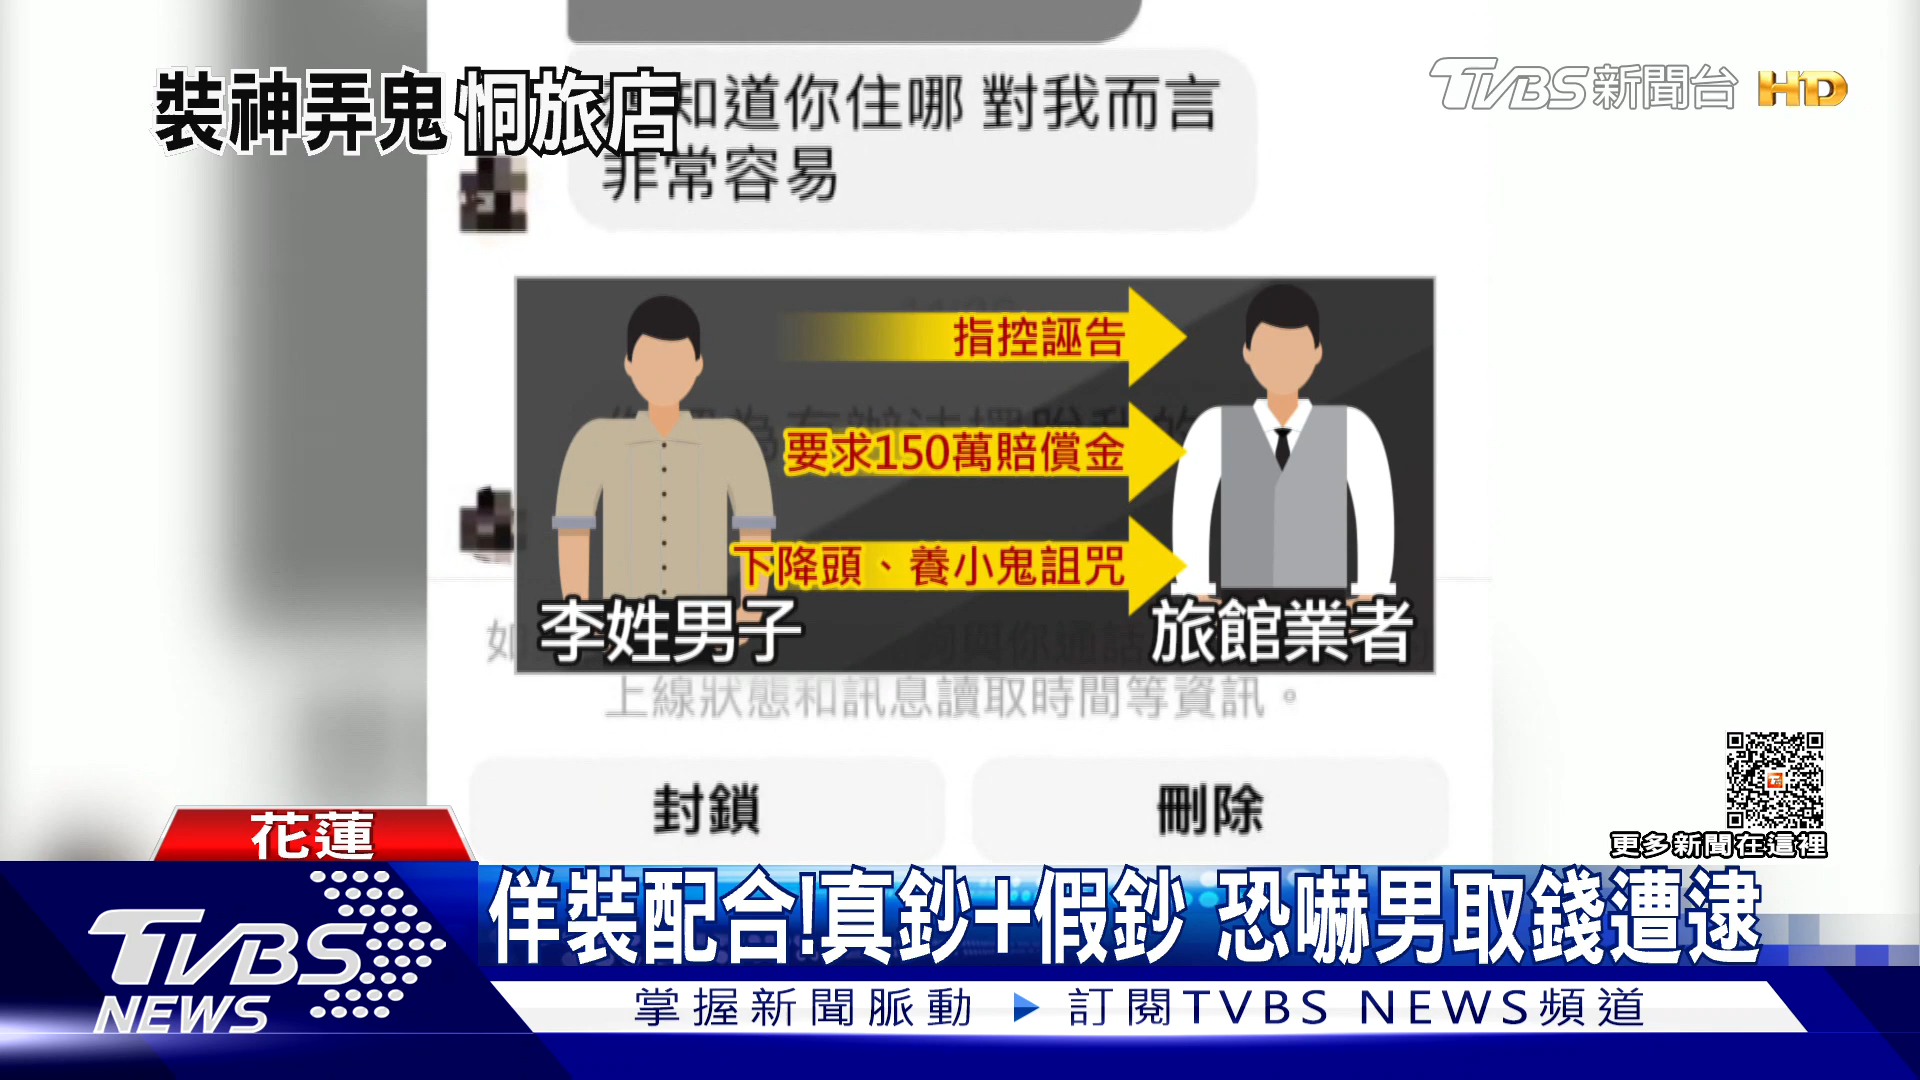 裝神弄鬼 恫旅店
TVBS新聞台 HD
知道你住哪 對我而言
非常容易
指控誣告
要求150萬賠償金
下降頭、養小鬼詛咒
李姓男子
旅館業者
與你通話
上線狀態和訊息讀取時間等資訊。
封鎖
刪除
更多新聞在這裡
花蓮
佯裝配合!真鈔+假鈔 恐嚇男取錢遭逮
TVBS
NEWS
掌握新聞脈動 ▶ 訂閱TVBS NEWS頻道